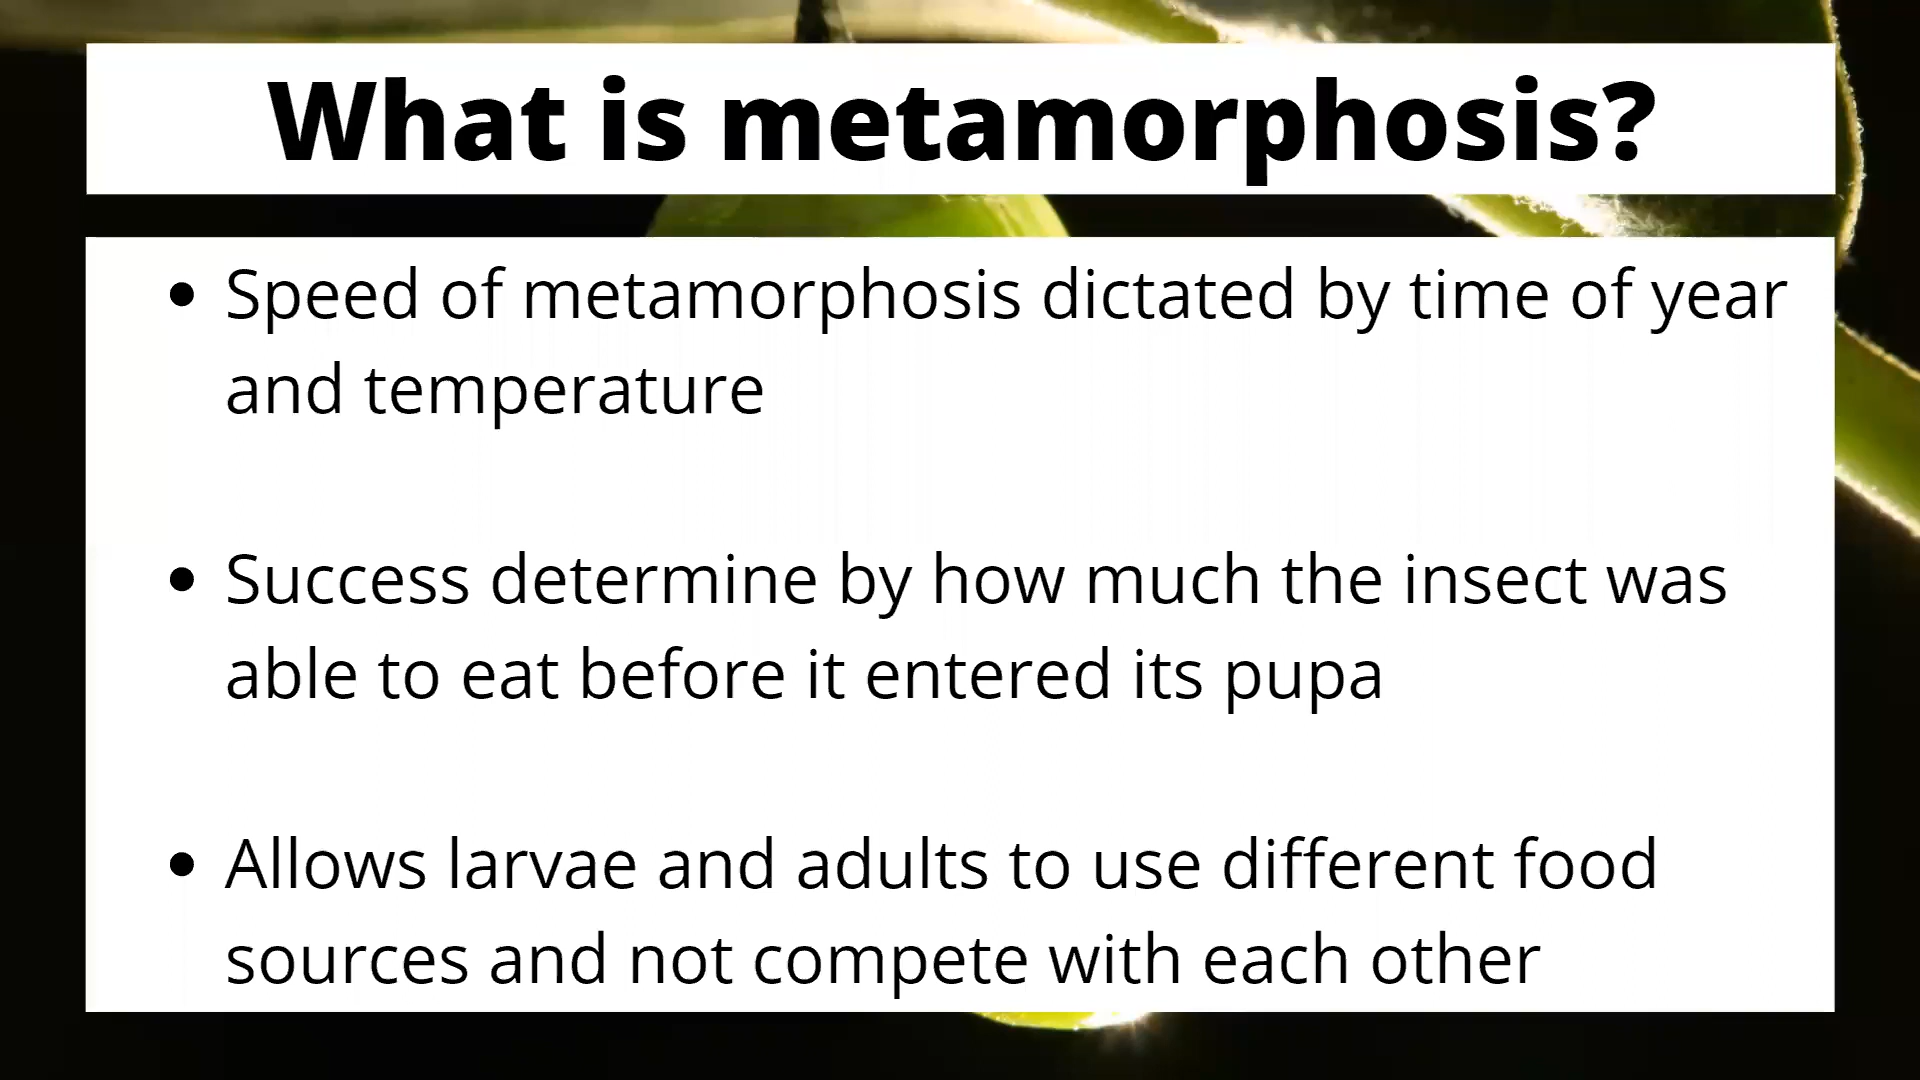 What is metamorphosis?
• Speed of metamorphosis dictated by time of year
and temperature
• Success determine by how much the insect was
able to eat before it entered its pupa
• Allows larvae and adults to use different food
sources and not compete with each other